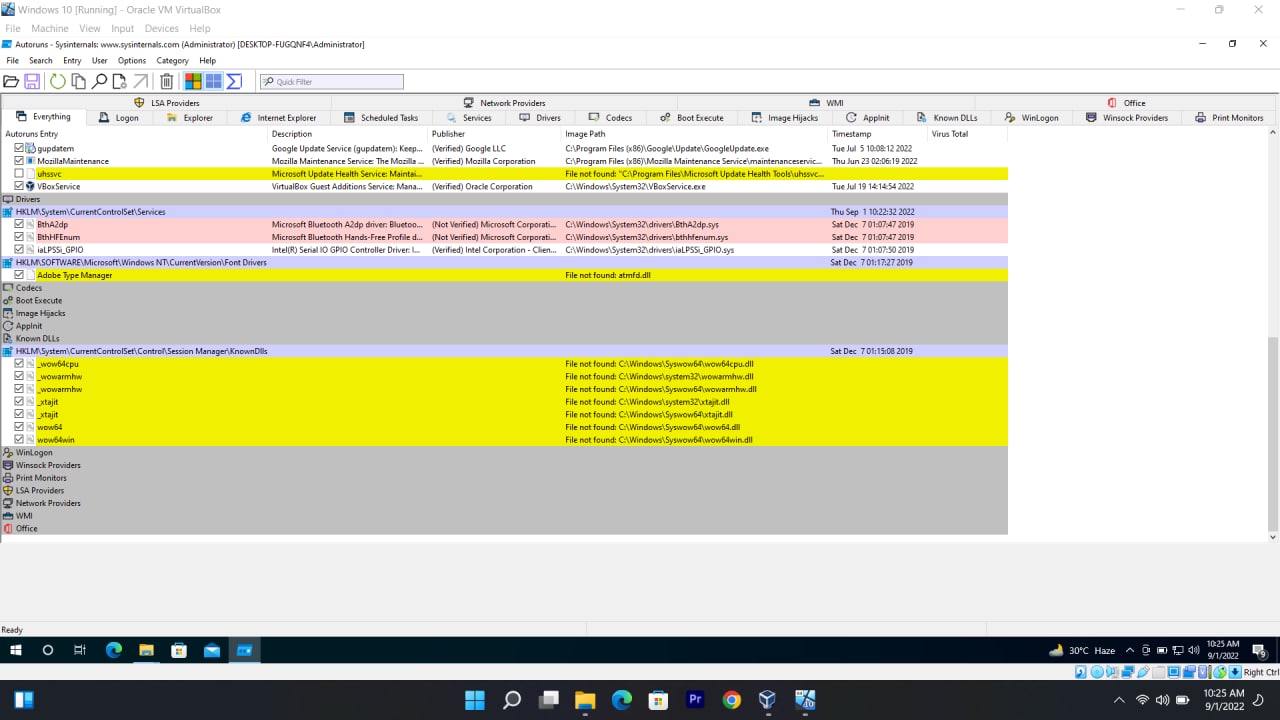 Windows 10 [Running] - Oracle VM VirtualBox
File Machine View Input Devices Help
Autoruns - Sysinternals: www.sysinternals.com (Administrator) [DESKTOP-FUGQNF4\Administrator]
File Search Entry User Options Category Help
Quick Filter
LSA Providers Network Providers WMI Office
Everything Logon Explorer Internet Explorer Scheduled Tasks Services Drivers Codecs Boot Execute Image Hijacks AppInit Known DLLs WinLogon Winsock Providers Print Monitors
Autoruns Entry Description Publisher Image Path Timestamp Virus Total
gupdatem Google Update Service (gupdatem): Keep... (Verified) Google LLC C:\Program Files (x86)\Google\Update\GoogleUpdate.exe Tue Jul 5 10:08:12 2022
MozillaMaintenance Mozilla Maintenance Service: The Mozilla ... (Verified) Mozilla Corporation C:\Program Files (x86)\Mozilla Maintenance Service\maintenanceservic... Thu Jun 23 02:06:19 2022
uhssvc Microsoft Update Health Service: Maintai... File not found: "C:\Program Files\Microsoft Update Health Tools\uhssvc...
VBoxService VirtualBox Guest Additions Service: Mana... (Verified) Oracle Corporation C:\Windows\System32\VBoxService.exe Tue Jul 19 14:14:54 2022
Drivers
HKLM\System\CurrentControlSet\Services Thu Sep 1 10:22:32 2022
BthA2dp Microsoft Bluetooth A2dp driver: Bluetoo... (Not Verified) Microsoft Corporati... C:\Windows\System32\drivers\BthA2dp.sys Sat Dec 7 01:07:47 2019
BthHFEnum Microsoft Bluetooth Hands-Free Profile d... (Not Verified) Microsoft Corporati... C:\Windows\System32\drivers\bthhfenum.sys Sat Dec 7 01:07:47 2019
iaLPSSi_GPIO Intel(R) Serial IO GPIO Controller Driver: I... (Verified) Intel Corporation - Clien... C:\Windows\System32\drivers\iaLPSSi_GPIO.sys Sat Dec 7 01:07:50 2019
HKLM\SOFTWARE\Microsoft\Windows NT\CurrentVersion\Font Drivers Sat Dec 7 01:17:27 2019
Adobe Type Manager File not found: atmfd.dll
Codecs
Boot Execute
Image Hijacks
AppInit
Known DLLs
HKLM\System\CurrentControlSet\Control\Session Manager\KnownDlls Sat Dec 7 01:15:08 2019
_wow64cpu File not found: C:\Windows\Syswow64\wow64cpu.dll
_wowarmhw File not found: C:\Windows\system32\wowarmhw.dll
_wowarmhw File not found: C:\Windows\Syswow64\wowarmhw.dll
_xtajit File not found: C:\Windows\system32\xtajit.dll
_xtajit File not found: C:\Windows\Syswow64\xtajit.dll
wow64 File not found: C:\Windows\Syswow64\wow64.dll
wow64win File not found: C:\Windows\Syswow64\wow64win.dll
WinLogon
Winsock Providers
Print Monitors
LSA Providers
Network Providers
WMI
Office
Ready
30°C Haze 10:25 AM
9/1/2022
9
Right Ctrl
Pr
10:25 AM
9/1/2022